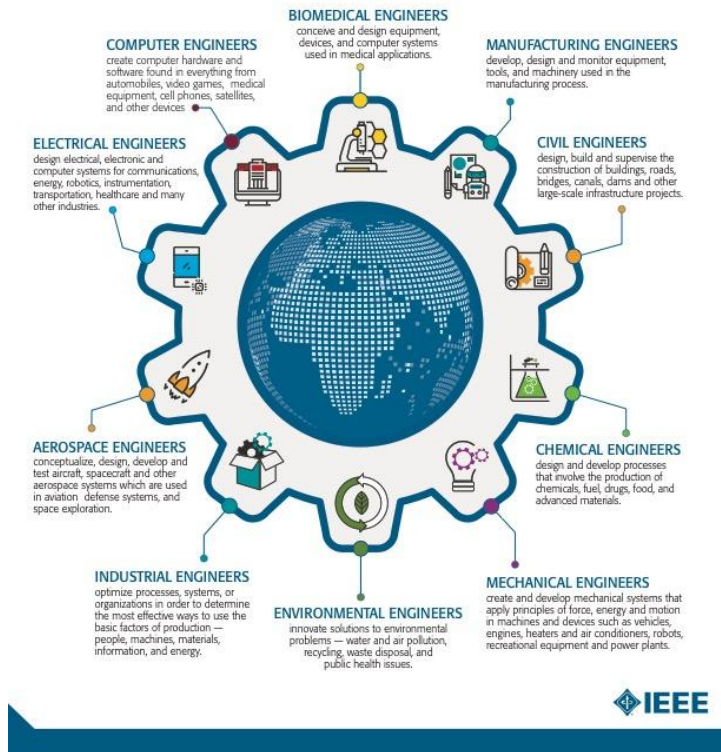 BIOMEDICAL ENGINEERS
conceive and design equipment,
devices, and computer systems
used in medical applications.
COMPUTER ENGINEERS
create computer hardware and
software found in everything from
automobiles, video games, medical
equipment, cell phones, satellites,
and other devices
MANUFACTURING ENGINEERS
develop, design and monitor equipment,
tools, and machinery used in the
manufacturing process.
ELECTRICAL ENGINEERS
design electrical, electronic and
computer systems for communications,
energy, robotics, instrumentation,
transportation, healthcare and many
other industries.
CIVIL ENGINEERS
design, build and supervise the
construction of buildings, roads,
bridges, canals, dams and other
large-scale infrastructure projects.
AEROSPACE ENGINEERS
conceptualize, design, develop and
test aircraft, spacecraft and other
aerospace systems which are used
in aviation defense systems, and
space exploration.
CHEMICAL ENGINEERS
design and develop processes
that involve the production of
chemicals, fuel, drugs, food, and
advanced materials.
INDUSTRIAL ENGINEERS
optimize processes, systems, or
organizations in order to determine
the most effective ways to use the
basic factors of production —
people, machines, materials,
information, and energy.
ENVIRONMENTAL ENGINEERS
innovate solutions to environmental
problems — water and air pollution,
recycling, waste disposal, and
public health issues.
MECHANICAL ENGINEERS
create and develop mechanical systems that
apply principles of force, energy and motion
in machines and devices such as vehicles,
engines, heaters and air conditioners, robots,
recreational equipment and power plants.
IEEE